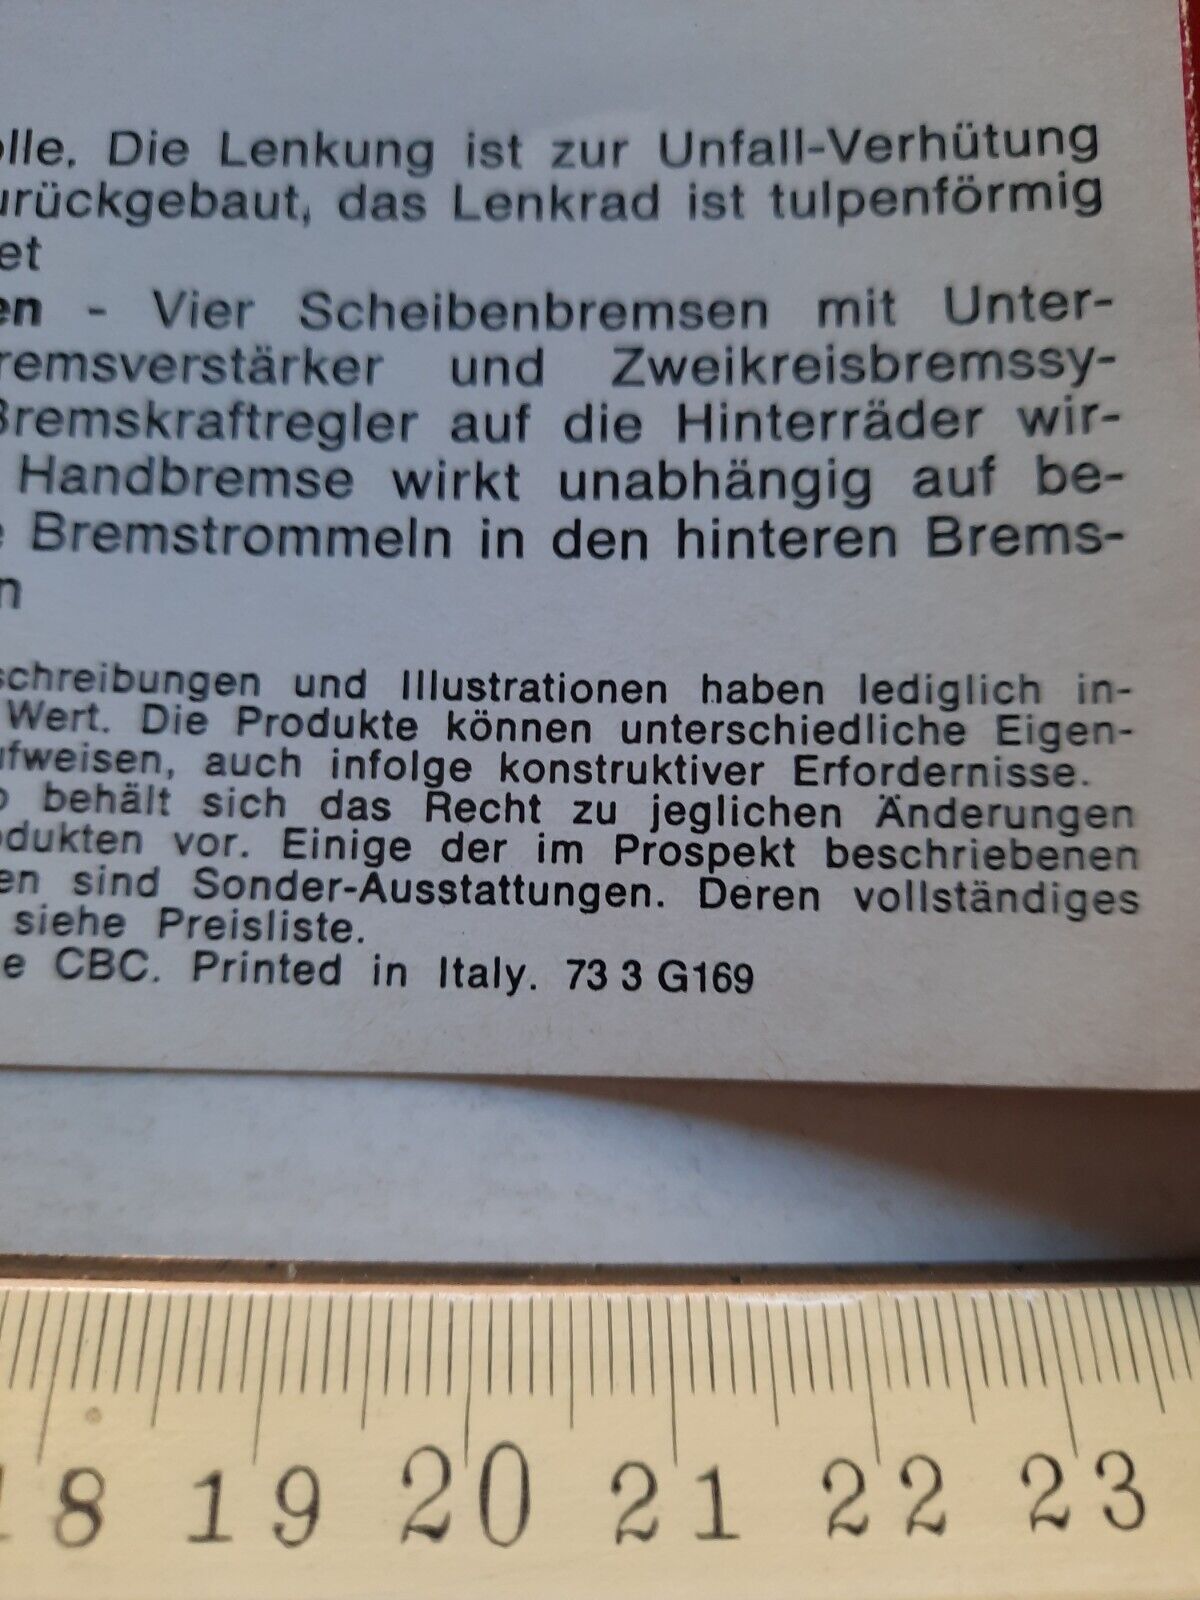 olle. Die Lenkung ist zur Unfall-Verhütung
urückgebaut, das Lenkrad ist tulpenförmig
et
en - Vier Scheibenbremsen mit Unter-
remsverstärker und Zweikreisbremssy-
Bremskraftregler auf die Hinterräder wir-
Handbremse wirkt unabhängig auf be-
e Bremstrommeln in den hinteren Brems-
n
schreibungen und Illustrationen haben lediglich in-
Wert. Die Produkte können unterschiedliche Eigen-
ufweisen, auch infolge konstruktiver Erfordernisse.
o behält sich das Recht zu jeglichen Änderungen
odukten vor. Einige der im Prospekt beschriebenen
en sind Sonder-Ausstattungen. Deren vollständiges
siehe Preisliste.
e CBC. Printed in Italy. 73 3 G169
18 19 20 21 22 23